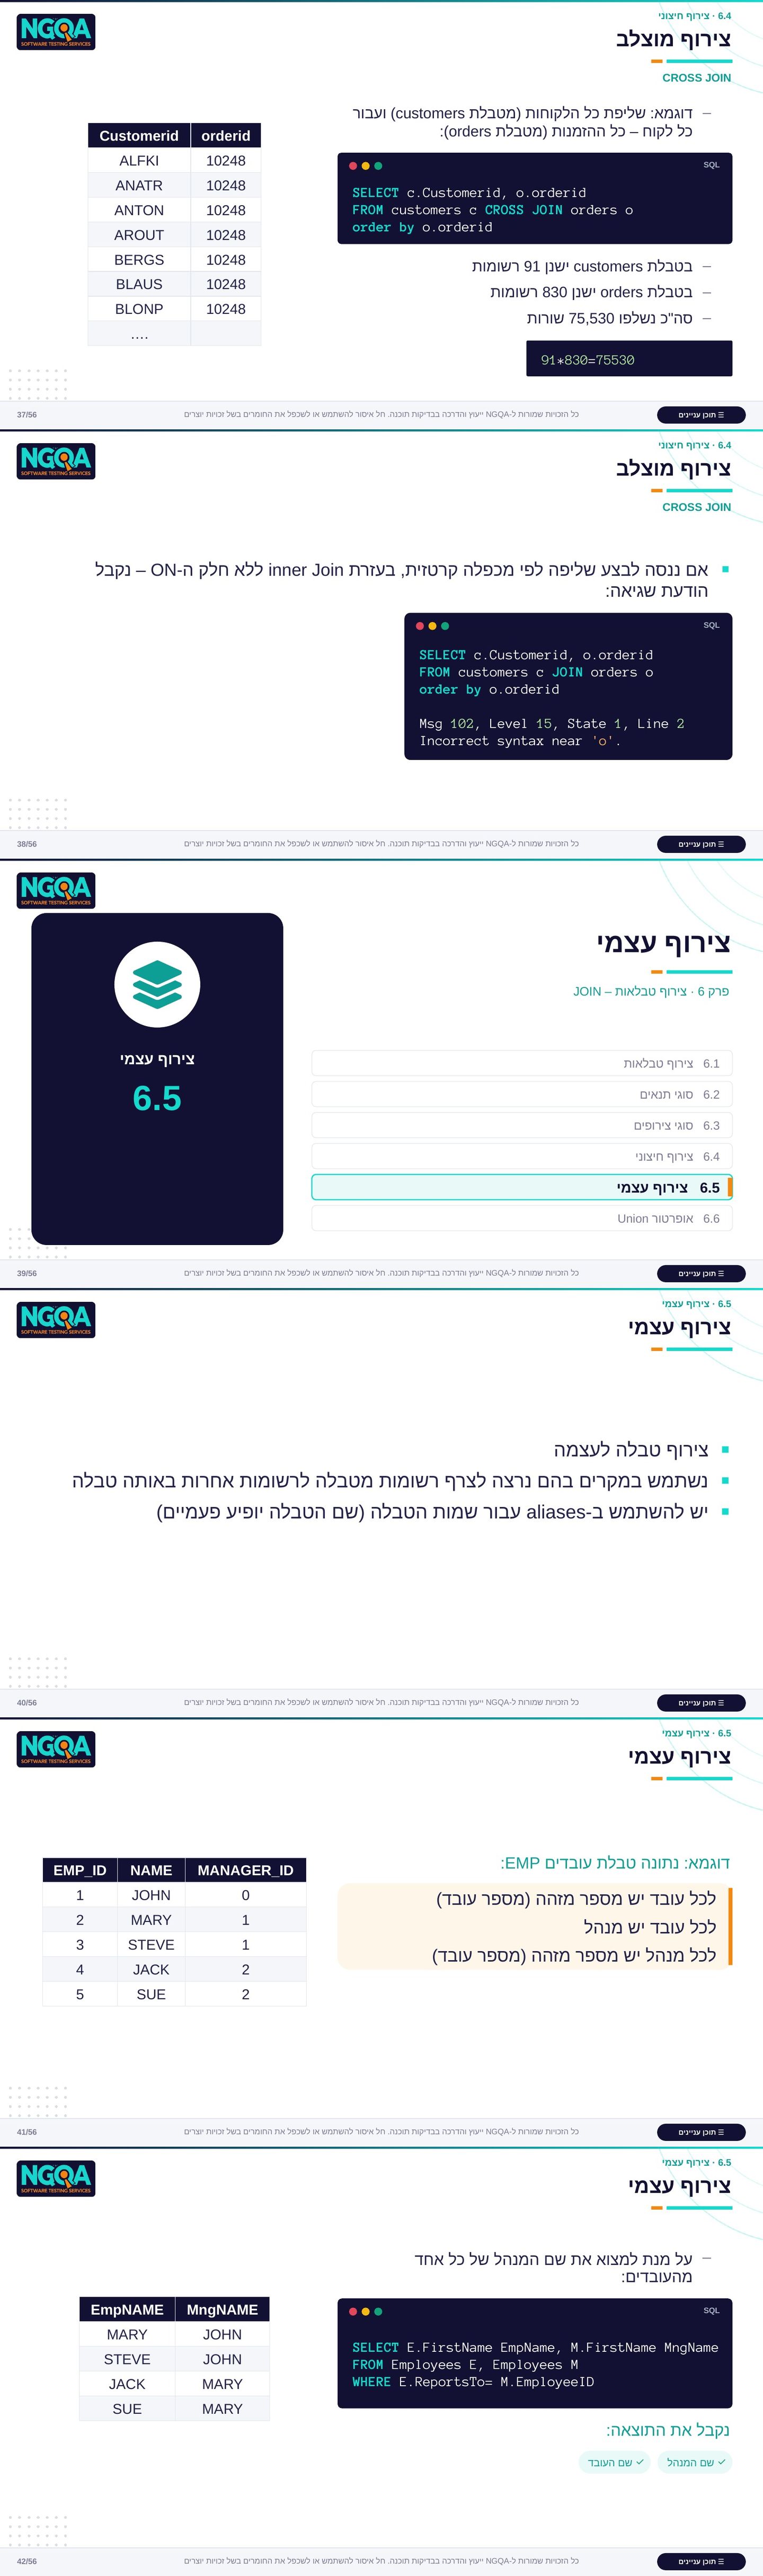 6.4 · צירוף חיצוני
NGQA
SOFTWARE TESTING SERVICES
צירוף מוצלב
CROSS JOIN
– דוגמא: שליפת כל הלקוחות (מטבלת customers) ועבור
כל לקוח – כל ההזמנות (מטבלת orders):
SQL
SELECT c.Customerid, o.orderid
FROM customers c CROSS JOIN orders o
order by o.orderid
– בטבלת customers ישנן 91 רשומות
– בטבלת orders ישנן 830 רשומות
– סה"כ נשלפו 75,530 שורות
91*830=75530
Customerid orderid
ALFKI 10248
ANATR 10248
ANTON 10248
AROUT 10248
BERGS 10248
BLAUS 10248
BLONP 10248
....
☰ תוכן עניינים
כל הזכויות שמורות ל-NGQA ייעוץ והדרכה בבדיקות תוכנה. חל איסור להשתמש או לשכפל את החומרים בשל זכויות יוצרים
37/56
6.4 · צירוף חיצוני
NGQA
SOFTWARE TESTING SERVICES
צירוף מוצלב
CROSS JOIN
אם ננסה לבצע שליפה לפי מכפלה קרטזית, בעזרת inner Join ללא חלק ה-ON – נקבל
הודעת שגיאה:
SQL
SELECT c.Customerid, o.orderid
FROM customers c JOIN orders o
order by o.orderid
Msg 102, Level 15, State 1, Line 2
Incorrect syntax near 'o'.
☰ תוכן עניינים
כל הזכויות שמורות ל-NGQA ייעוץ והדרכה בבדיקות תוכנה. חל איסור להשתמש או לשכפל את החומרים בשל זכויות יוצרים
38/56
NGQA
SOFTWARE TESTING SERVICES
צירוף עצמי
פרק 6 · צירוף טבלאות – JOIN
6.1 צירוף טבלאות
6.2 סוגי תנאים
6.3 סוגי צירופים
6.4 צירוף חיצוני
6.5 צירוף עצמי
6.6 אופרטור Union
צירוף עצמי
6.5
☰ תוכן עניינים
כל הזכויות שמורות ל-NGQA ייעוץ והדרכה בבדיקות תוכנה. חל איסור להשתמש או לשכפל את החומרים בשל זכויות יוצרים
39/56
6.5 · צירוף עצמי
NGQA
SOFTWARE TESTING SERVICES
צירוף עצמי
צירוף טבלה לעצמה
נשתמש במקרים בהם נרצה לצרף רשומות מטבלה לרשומות אחרות באותה טבלה
יש להשתמש ב-aliases עבור שמות הטבלה (שם הטבלה יופיע פעמיים)
☰ תוכן עניינים
כל הזכויות שמורות ל-NGQA ייעוץ והדרכה בבדיקות תוכנה. חל איסור להשתמש או לשכפל את החומרים בשל זכויות יוצרים
40/56
6.5 · צירוף עצמי
NGQA
SOFTWARE TESTING SERVICES
צירוף עצמי
דוגמא: נתונה טבלת עובדים EMP:
לכל עובד יש מספר מזהה (מספר עובד)
לכל עובד יש מנהל
לכל מנהל יש מספר מזהה (מספר עובד)
EMP_ID NAME MANAGER_ID
1 JOHN 0
2 MARY 1
3 STEVE 1
4 JACK 2
5 SUE 2
☰ תוכן עניינים
כל הזכויות שמורות ל-NGQA ייעוץ והדרכה בבדיקות תוכנה. חל איסור להשתמש או לשכפל את החומרים בשל זכויות יוצרים
41/56
6.5 · צירוף עצמי
NGQA
SOFTWARE TESTING SERVICES
צירוף עצמי
– על מנת למצוא את שם המנהל של כל אחד
מהעובדים:
SQL
SELECT E.FirstName EmpName, M.FirstName MngName
FROM Employees E, Employees M
WHERE E.ReportsTo= M.EmployeeID
נקבל את התוצאה:
✓ שם המנהל ✓ שם העובד
EmpNAME MngNAME
MARY JOHN
STEVE JOHN
JACK MARY
SUE MARY
☰ תוכן עניינים
כל הזכויות שמורות ל-NGQA ייעוץ והדרכה בבדיקות תוכנה. חל איסור להשתמש או לשכפל את החומרים בשל זכויות יוצרים
42/56